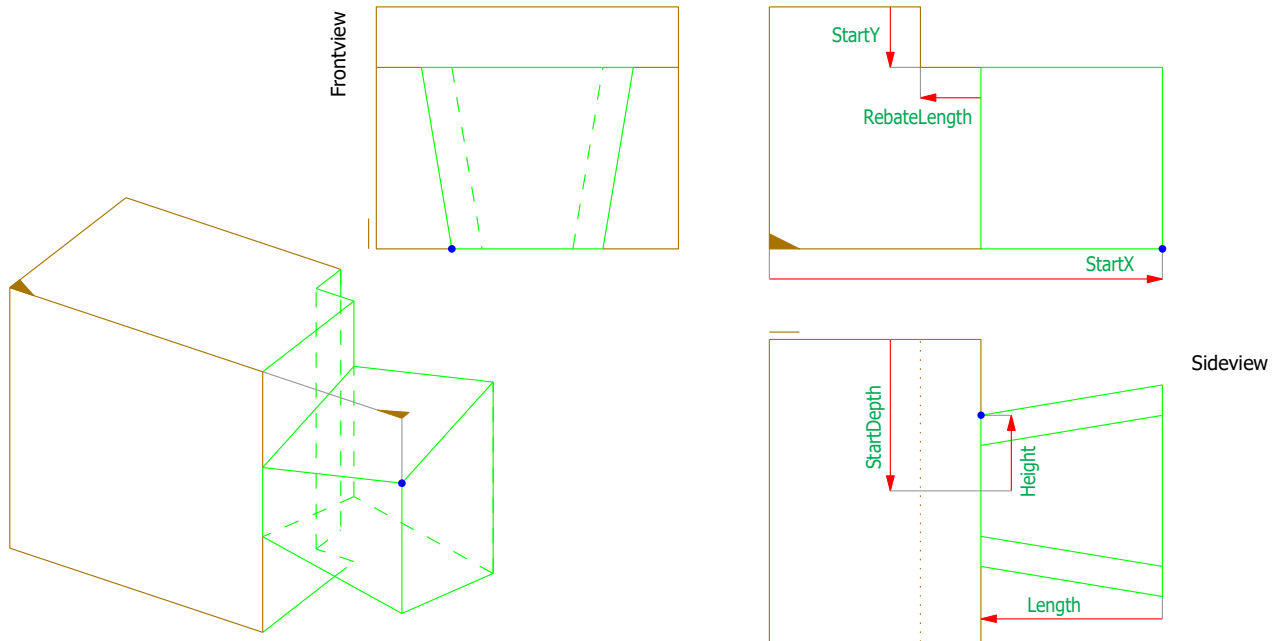 Frontview
StartY
RebateLength
StartX
Sideview
StartDepth
Height
Length